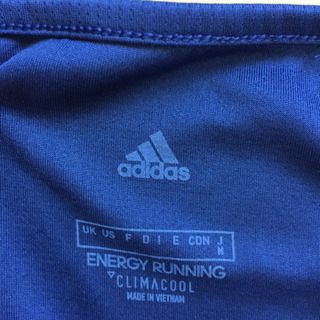 adidas
UK US F D I E CDN J
M
ENERGY RUNNING
CLIMACOOL
MADE IN VIETNAM